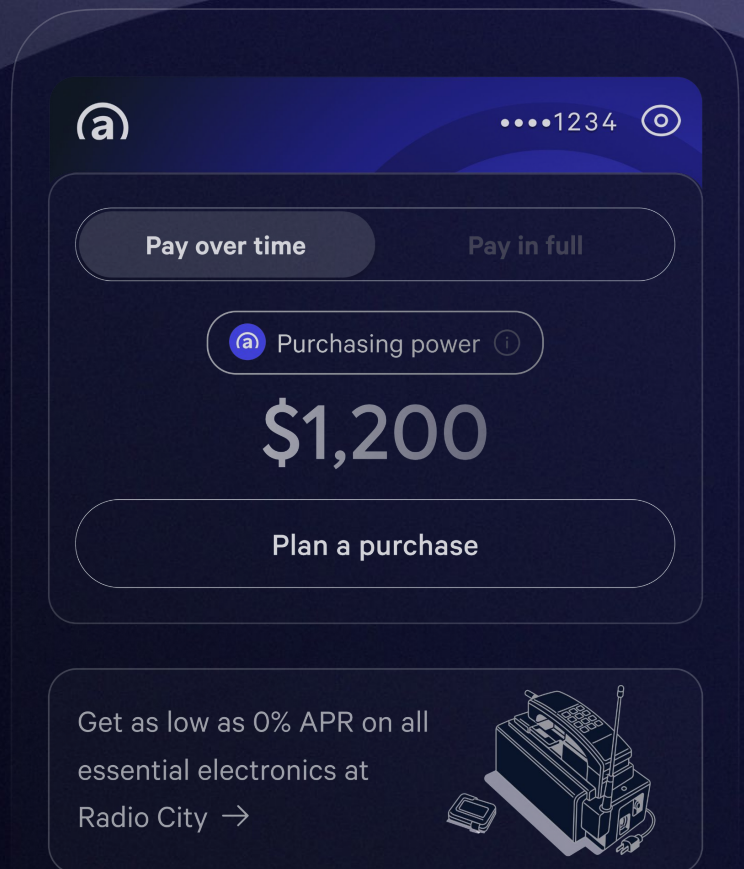 a
••••1234
Pay over time
Pay in full
a Purchasing power i
$1,200
Plan a purchase
Get as low as 0% APR on all
essential electronics at
Radio City →